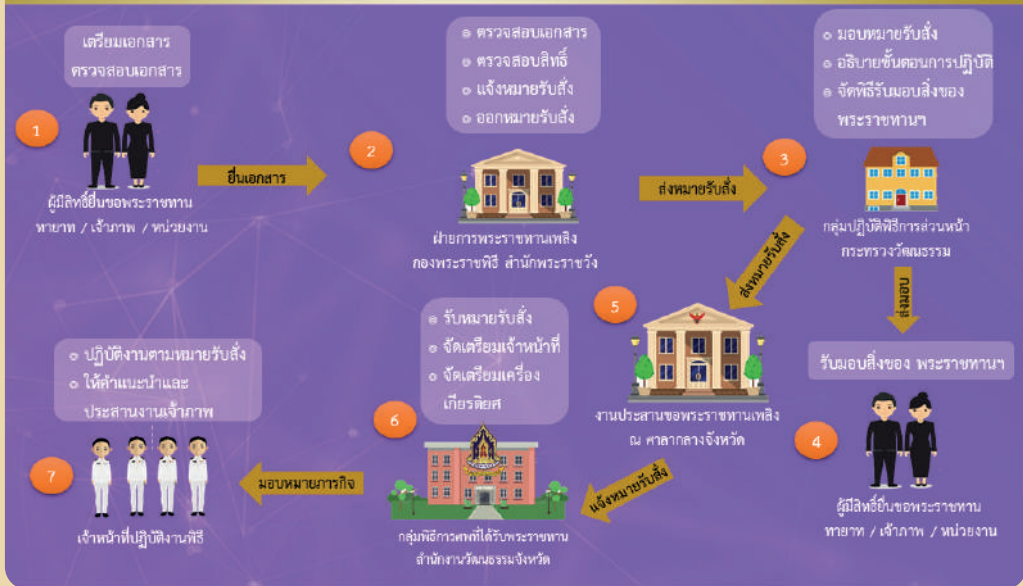 เตรียมเอกสาร
ตรวจสอบเอกสาร
1
ผู้มีสิทธิ์ยื่นขอพระราชทาน
ทายาท / เจ้าภาพ / หน่วยงาน
ยื่นเอกสาร
ตรวจสอบเอกสาร
ตรวจสอบสิทธิ์
แจ้งหมายรับสั่ง
ออกหมายรับสั่ง
2
ฝ่ายการพระราชทานเพลิง
กองพระราชพิธี สำนักพระราชวัง
ส่งหมายรับสั่ง
มอบหมายรับสั่ง
อธิบายขั้นตอนการปฏิบัติ
จัดพิธีรับมอบสิ่งของ
พระราชทานฯ
3
กลุ่มปฏิบัติพิธีการส่วนหน้า
กระทรวงวัฒนธรรม
ส่งมอบ
รับมอบสิ่งของ พระราชทานฯ
4
ผู้มีสิทธิ์ยื่นขอพระราชทาน
ทายาท / เจ้าภาพ / หน่วยงาน
ส่งหมายรับสั่ง
5
งานประสานขอพระราชทานเพลิง
ณ ศาลากลางจังหวัด
แจ้งหมายรับสั่ง
รับหมายรับสั่ง
จัดเตรียมเจ้าหน้าที่
จัดเตรียมเครื่อง
เกียรติยศ
6
กลุ่มพิธีการศพที่ได้รับพระราชทาน
สำนักงานวัฒนธรรมจังหวัด
มอบหมายภารกิจ
ปฏิบัติงานตามหมายรับสั่ง
ให้คำแนะนำและ
ประสานงานเจ้าภาพ
7
เจ้าหน้าที่ปฏิบัติงานพิธี